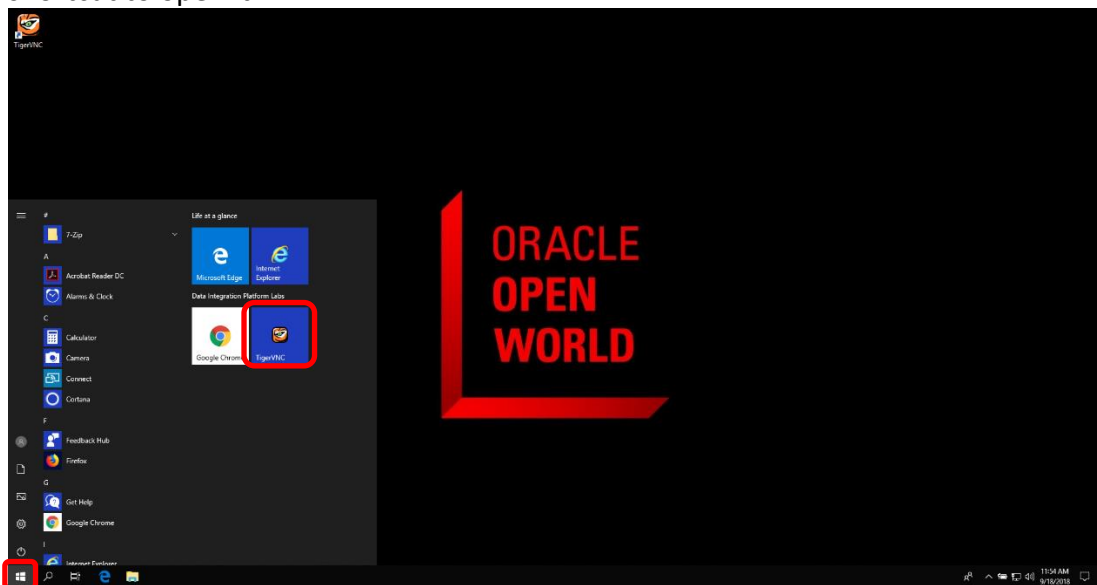 TigerVNC
#
Life at a glance
7-Zip
A
Microsoft Edge
Internet
Explorer
Acrobat Reader DC
Alarms & Clock
Data Integration Platform Labs
C
Calculator
Camera
Google Chrome
TigerVNC
Connect
Cortana
F
Feedback Hub
Firefox
G
Get Help
Google Chrome
I
Internet Explorer
ORACLE
OPEN
WORLD
11:54 AM
9/18/2018